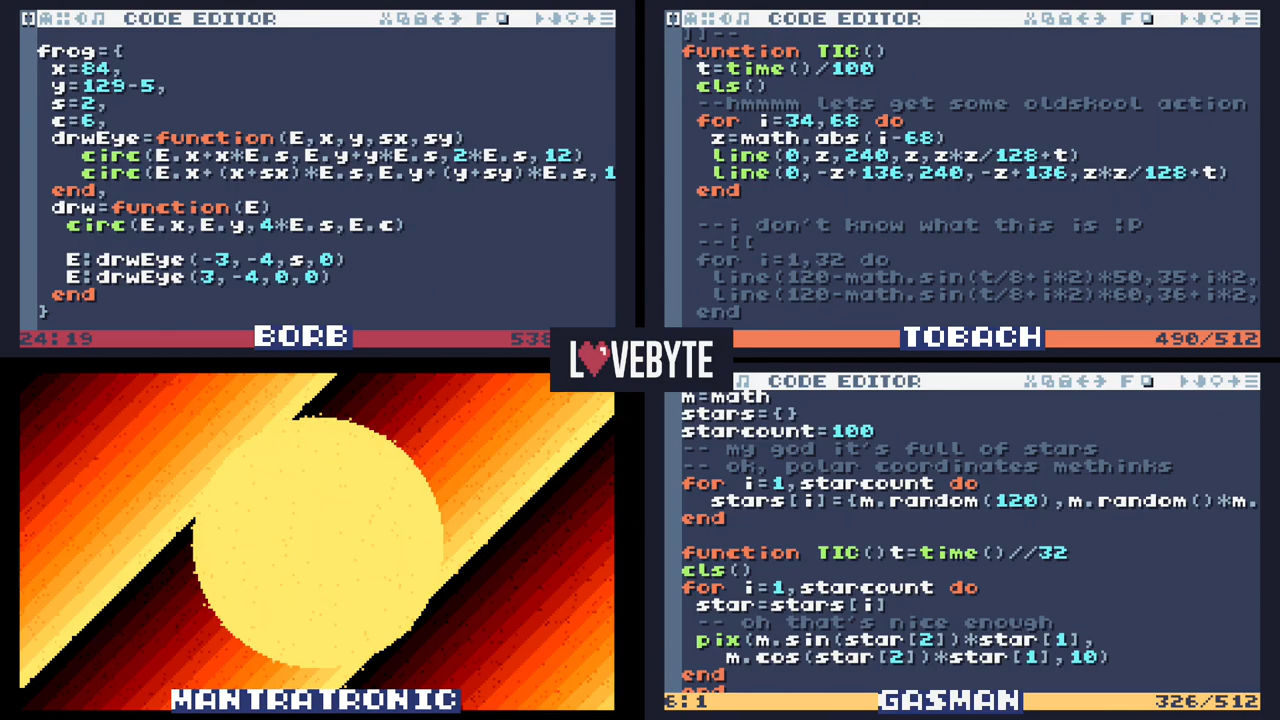 CODE EDITOR
frog={
x=84,
y=129-5,
s=2,
c=6,
drwEye=function(E,x,y,sx,sy)
circ(E.x+x*E.s,E.y+y*E.s,2*E.s,12)
circ(E.x+(x+sx)*E.s,E.y+(y+sy)*E.s,1
end,
drw=function(E)
circ(E.x,E.y,4*E.s,E.c)
E:drwEye(-3,-4,s,0)
E:drwEye(3,-4,0,0)
end
}
24:19
BORB
CODE EDITOR
]]--
function TIC()
t=time()/100
cls()
--hmmmm lets get some oldskool action
for i=34,68 do
z=math.abs(i-68)
line(0,z,240,z,z*z/128+t)
line(0,-z+136,240,-z+136,z*z/128+t)
end
--i don't know what this is :P
--[[
for i=1,32 do
line(120-math.sin(t/8+i*2)*50,35+i*2,
line(120-math.sin(t/8+i*2)*60,36+i*2,
end
TOBACH
490/512
LOVEBYTE
MANTRATRONIC
CODE EDITOR
m=math
stars={}
starcount=100
-- my god it's full of stars
-- ok, polar coordinates methinks
for i=1,starcount do
stars[i]={m.random(120),m.random()*m.
end
function TIC()t=time()//32
cls()
for i=1,starcount do
star=stars[i]
-- oh that's nice enough
pix(m.sin(star[2])*star[1],
m.cos(star[2])*star[1],10)
end
end
6:1
GASMAN
326/512